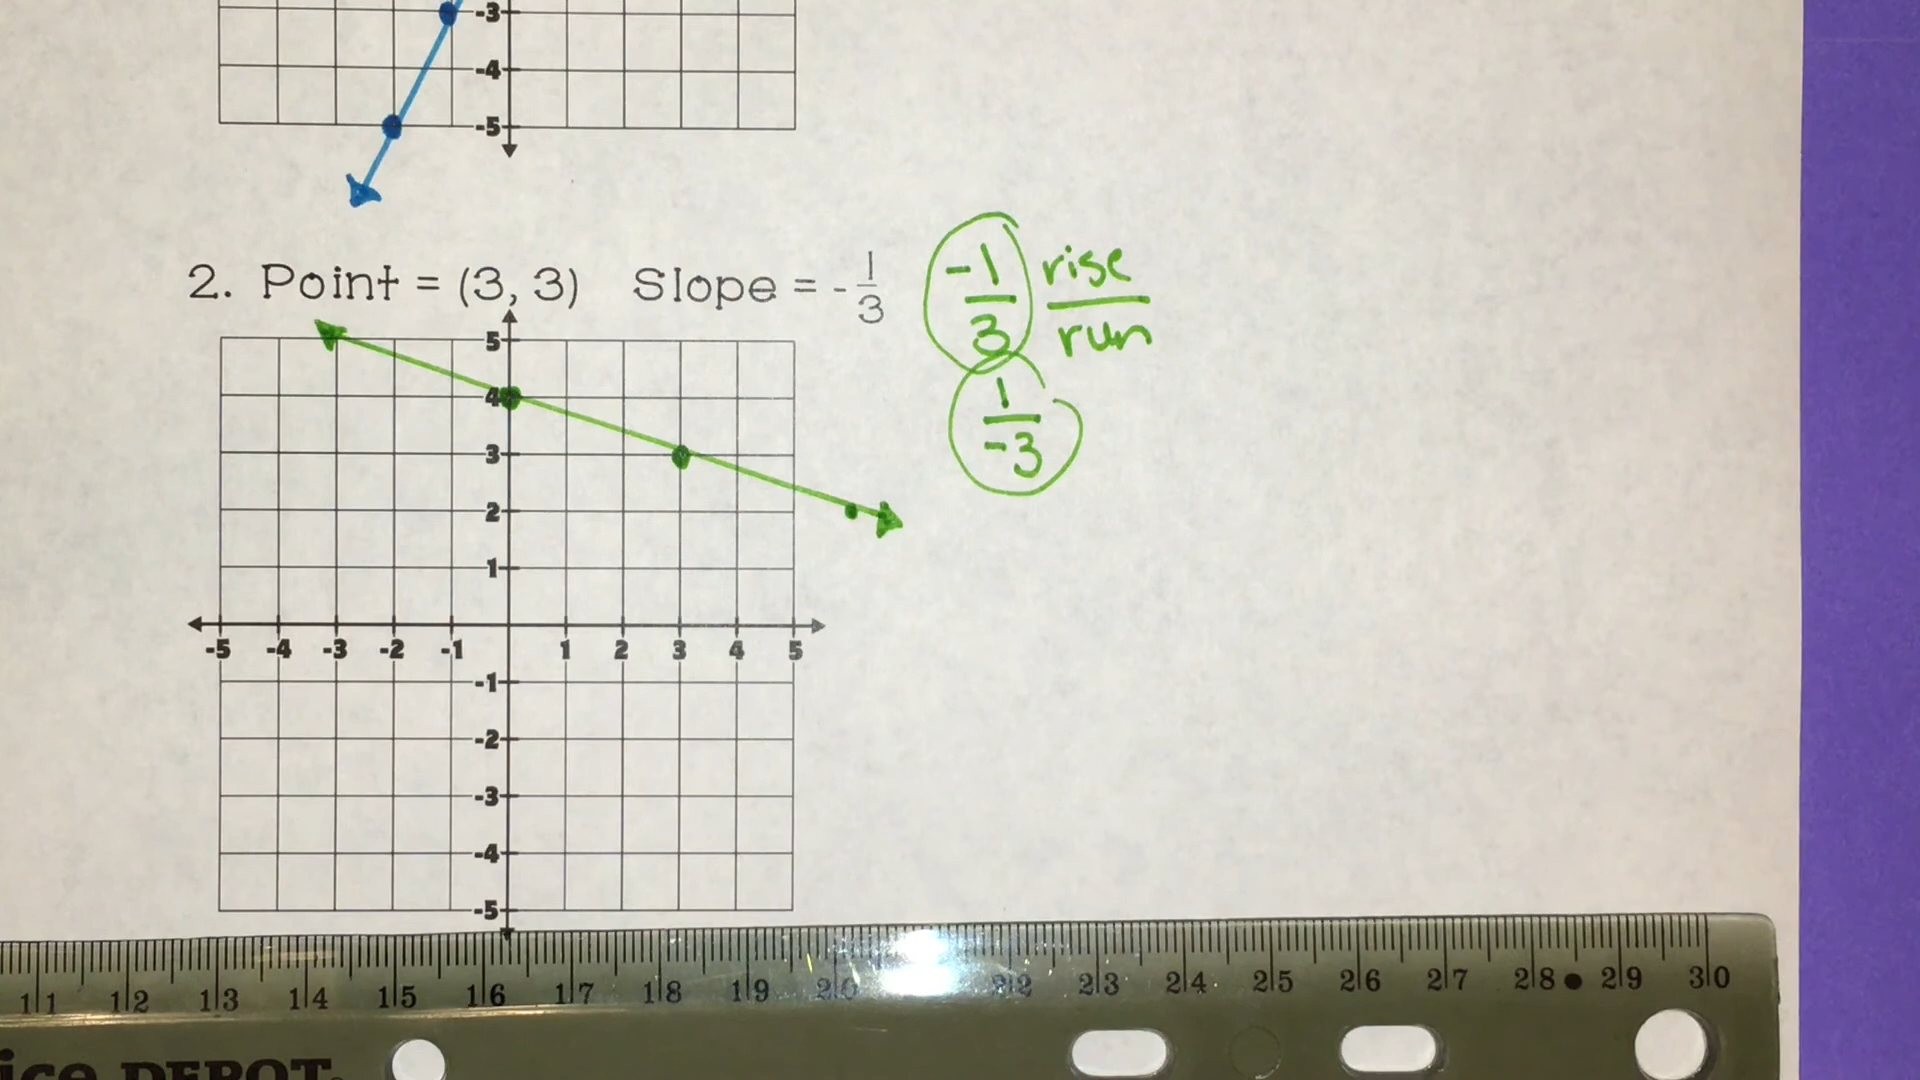 -3
-4
-5
2. Point = (3, 3) Slope = - 1/3
-1/3 rise/run
1/-3
5
4
3
2
1
-5 -4 -3 -2 -1 1 2 3 4 5
-1
-2
-3
-4
-5
11 12 13 14 15 16 17 18 19 20 22 23 24 25 26 27 28 29 30
ice DEPOT.